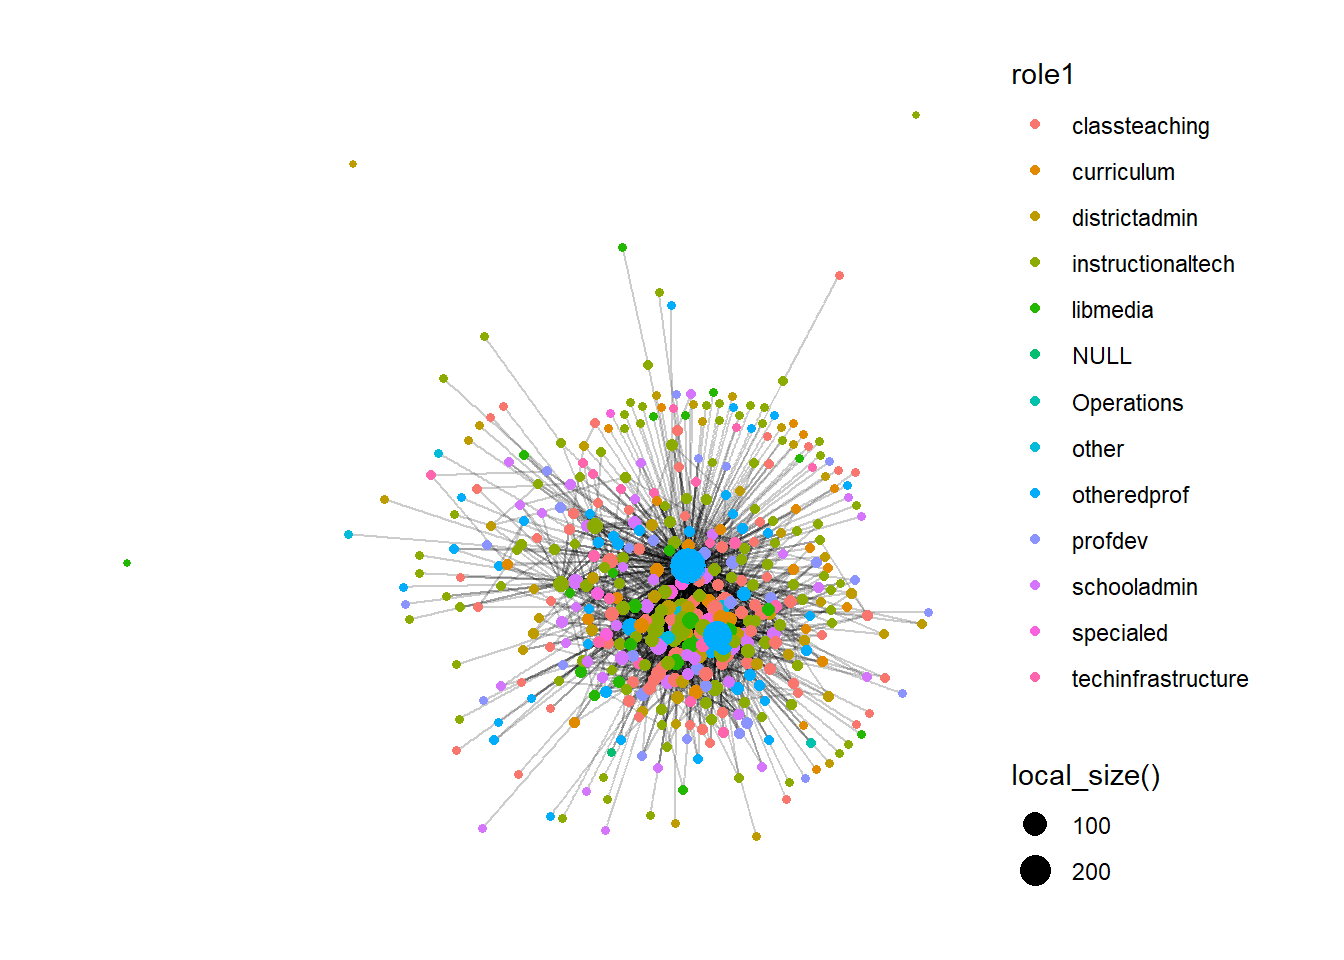 role1
classteaching
curriculum
districtadmin
instructionaltech
libmedia
NULL
Operations
other
otheredprof
profdev
schooladmin
specialed
techinfrastructure
local_size()
100
200